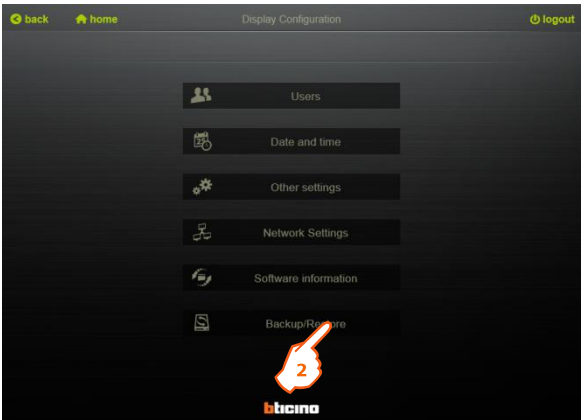 back home Display Configuration logout
Users
Date and time
Other settings
Network Settings
Software information
Backup/Restore
2
bticino